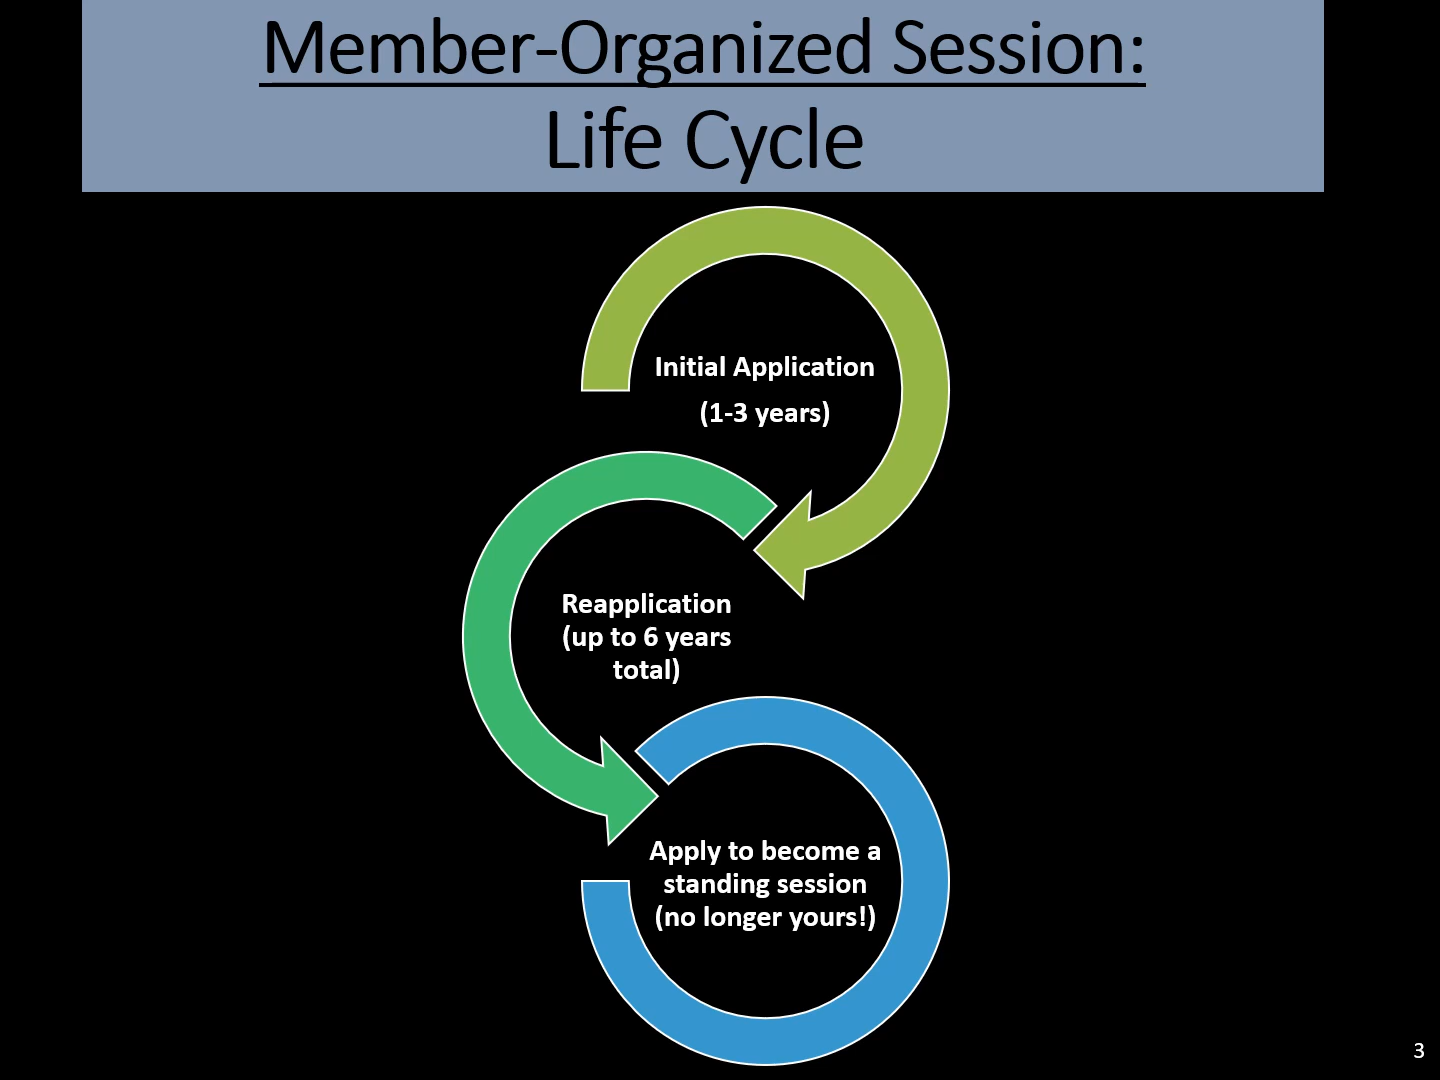 Member-Organized Session:
Life Cycle
Initial Application
(1-3 years)
Reapplication
(up to 6 years
total)
Apply to become a
standing session
(no longer yours!)
3